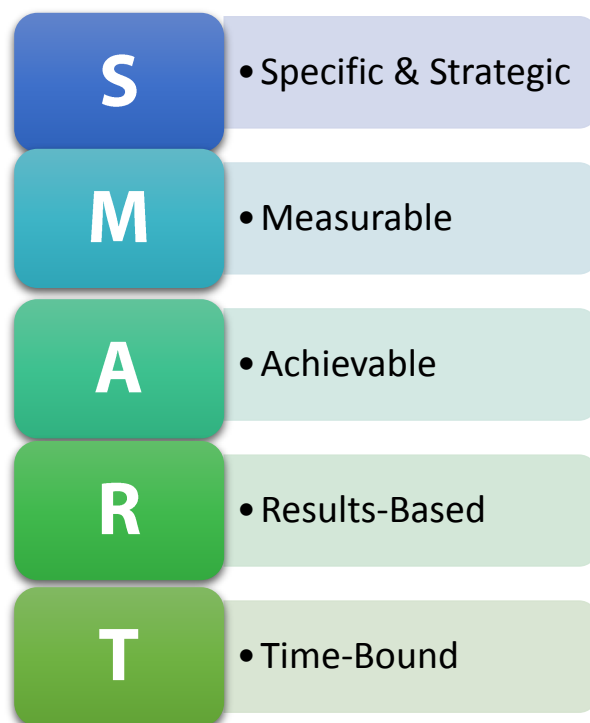 S
• Specific & Strategic
M
• Measurable
A
• Achievable
R
• Results-Based
T
• Time-Bound